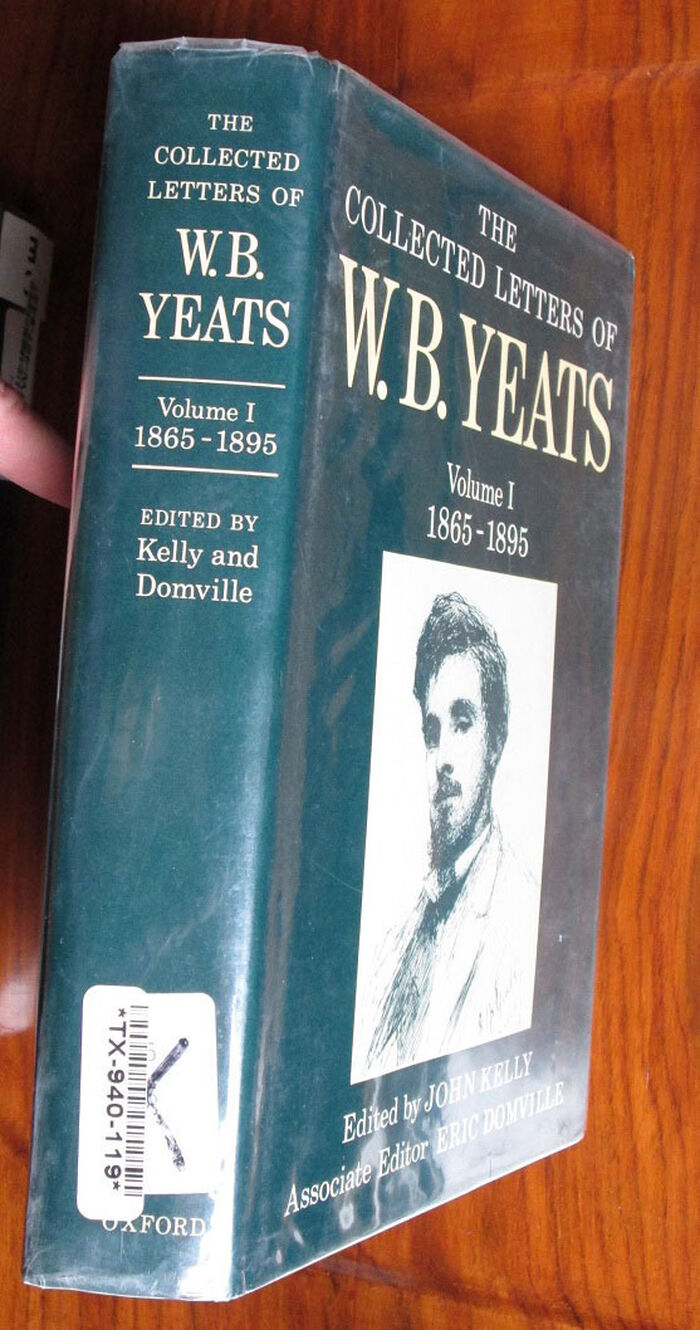 THE
COLLECTED
LETTERS OF
W.B.
YEATS
Volume I
1865-1895
EDITED BY
Kelly and
Domville
*TX-940-119*
OXFORD
THE
COLLECTED LETTERS OF
W.B. YEATS
Volume I
1865-1895
Edited by JOHN KELLY
Associate Editor ERIC DOMVILLE